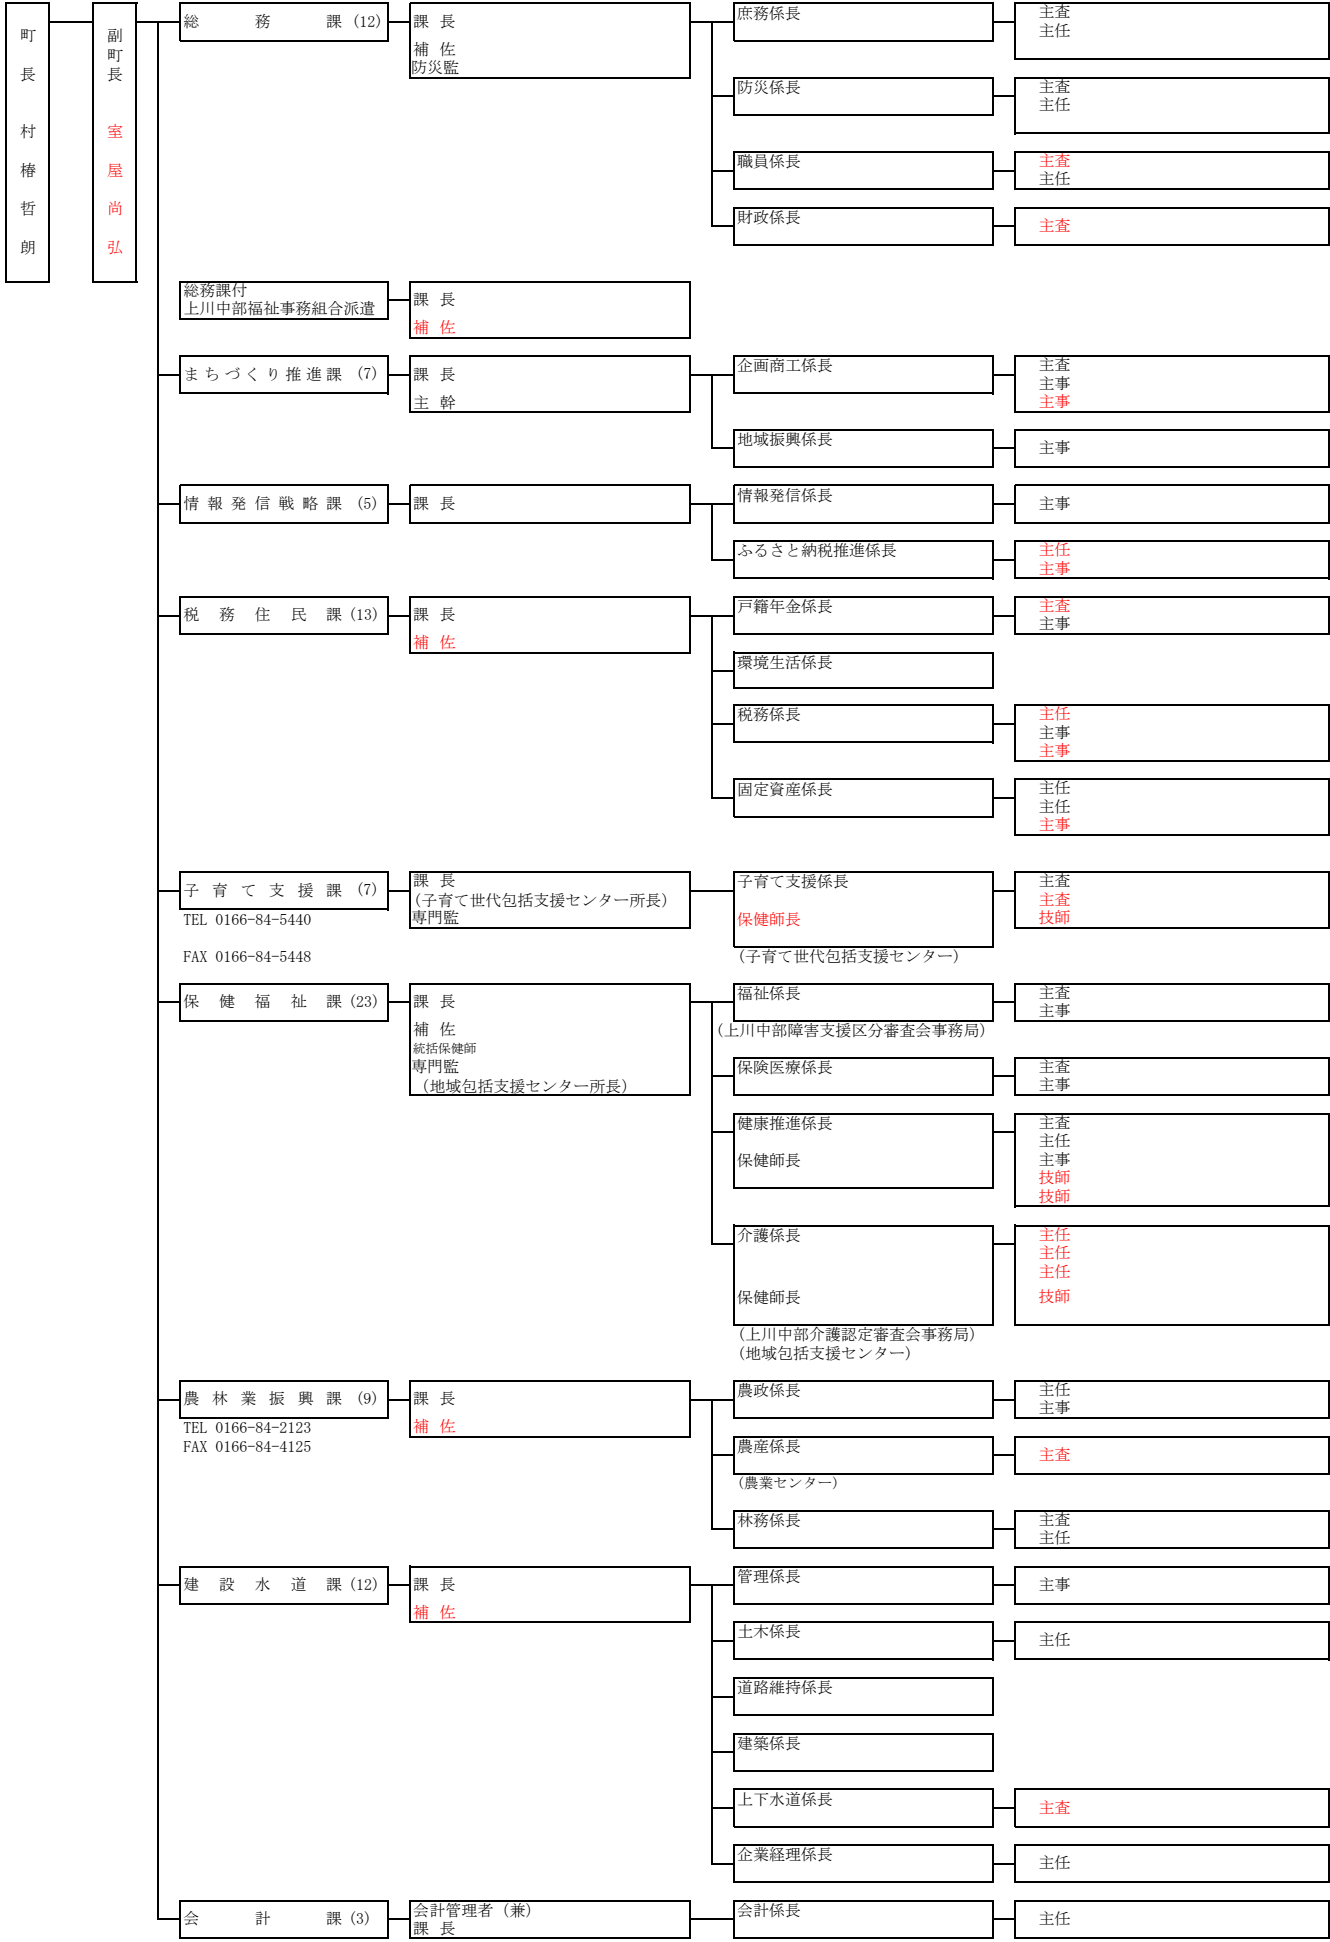 町長 村椿哲朗
副町長 室屋尚弘
総務課 (12)
課 長
補 佐
防災監
庶務係長
主査
主任
防災係長
主査
主任
職員係長
主査
主任
財政係長
主査
総務課付
上川中部福祉事務組合派遣
課 長
補 佐
まちづくり推進課 (7)
課 長
主 幹
企画商工係長
主査
主事
主事
地域振興係長
主事
情報発信戦略課 (5)
課 長
情報発信係長
主事
ふるさと納税推進係長
主任
主事
税務住民課 (13)
課 長
補 佐
戸籍年金係長
主査
主事
環境生活係長
税務係長
主任
主事
主事
固定資産係長
主任
主任
主事
子育て支援課 (7)
TEL 0166-84-5440
FAX 0166-84-5448
課 長
(子育て世代包括支援センター所長)
専門監
子育て支援係長
保健師長
(子育て世代包括支援センター)
主査
主査
技師
保健福祉課 (23)
課 長
補 佐
統括保健師
専門監
(地域包括支援センター所長)
福祉係長
(上川中部障害支援区分審査会事務局)
主査
主事
保険医療係長
主査
主事
健康推進係長
保健師長
主査
主任
主事
技師
技師
介護係長
保健師長
(上川中部介護認定審査会事務局)
(地域包括支援センター)
主任
主任
主任
技師
農林業振興課 (9)
TEL 0166-84-2123
FAX 0166-84-4125
課 長
補 佐
農政係長
主任
主事
農産係長
(農業センター)
主査
林務係長
主査
主任
建設水道課 (12)
課 長
補 佐
管理係長
主事
土木係長
主任
道路維持係長
建築係長
上下水道係長
主査
企業経理係長
主任
会計課 (3)
会計管理者 (兼)
課 長
会計係長
主任